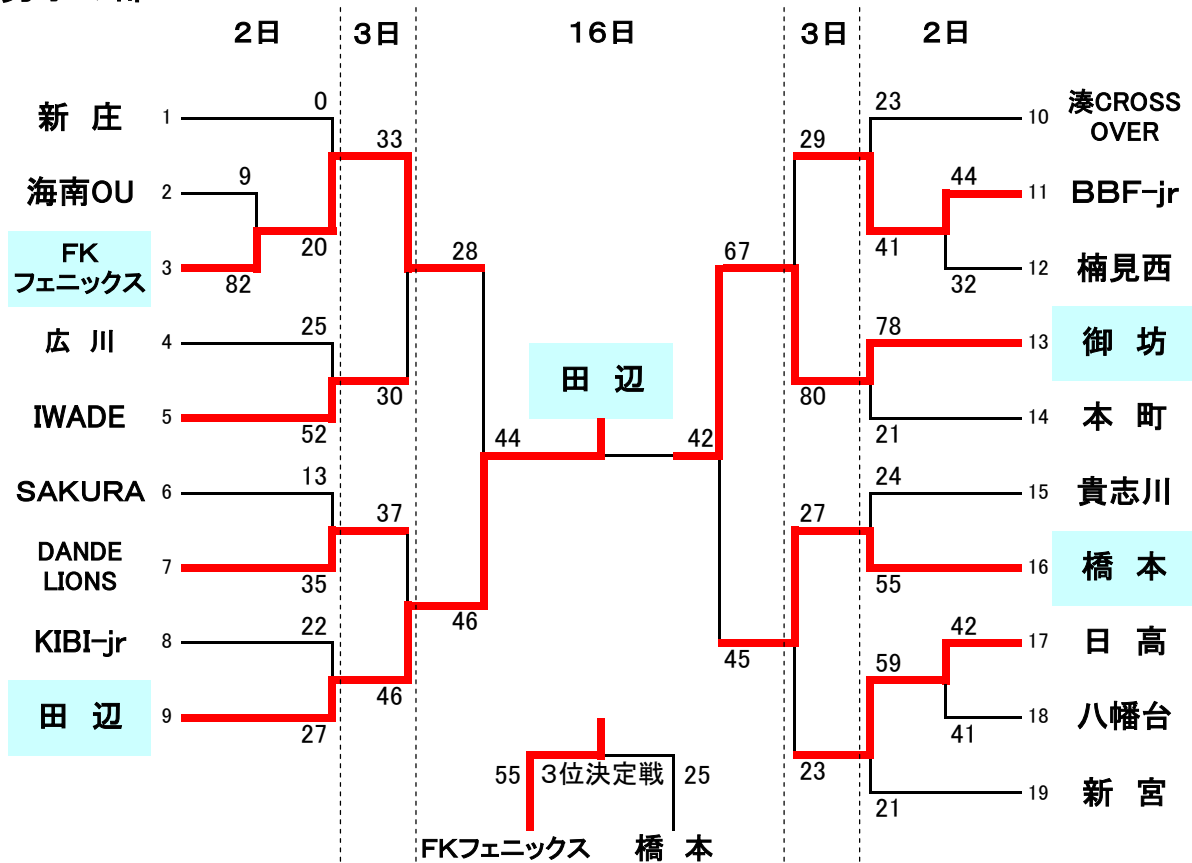 2日
3日
16日
3日
2日
新 庄
1
0
海南OU
2
9
FK
フェニックス
3
82
20
33
広 川
4
25
IWADE
5
52
30
28
SAKURA
6
13
DANDE
LIONS
7
35
37
KIBI-jr
8
22
田 辺
9
27
46
46
44
田 辺
42
67
45
29
80
27
23
23
10
湊CROSS
OVER
44
11
BBF-jr
41
32
12
楠見西
78
13
御 坊
21
14
本 町
24
15
貴志川
55
16
橋 本
42
17
日 高
59
41
18
八幡台
21
19
新 宮
55
3位決定戦
25
FKフェニックス
橋 本